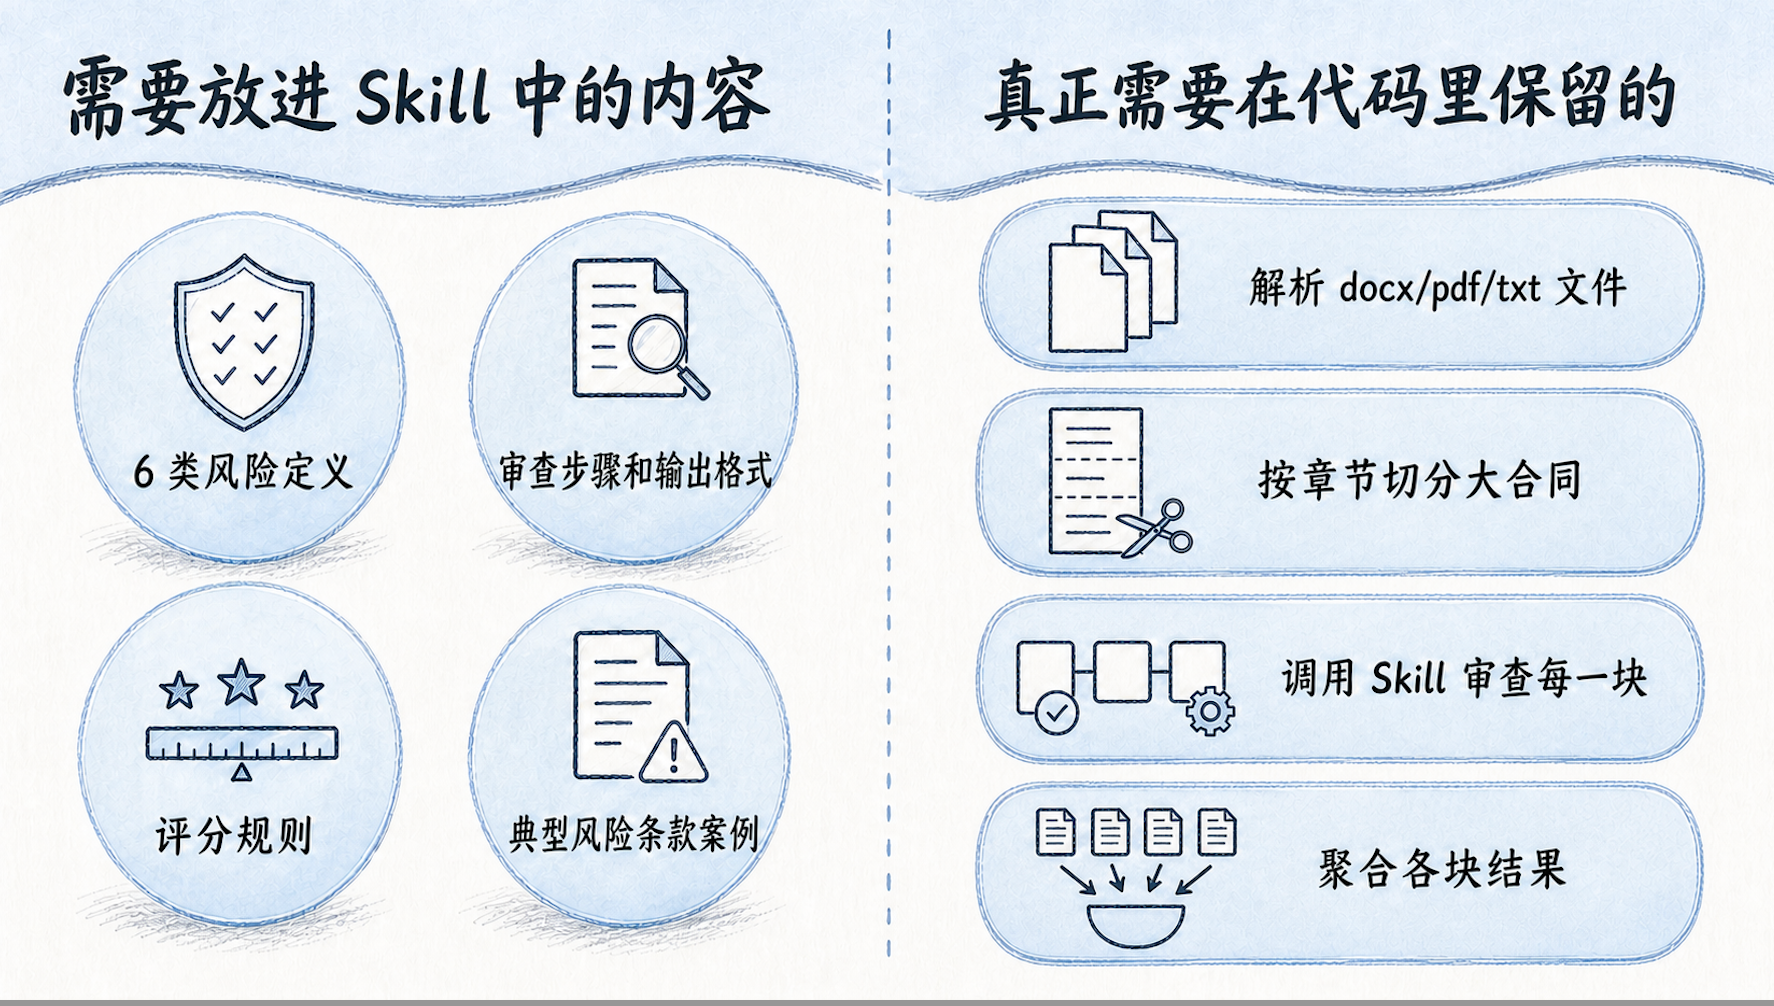 需要放进 Skill 中的内容
6 类风险定义
审查步骤和输出格式
评分规则
典型风险条款案例
真正需要在代码里保留的
解析 docx/pdf/txt 文件
按章节切分大合同
调用 Skill 审查每一块
聚合各块结果